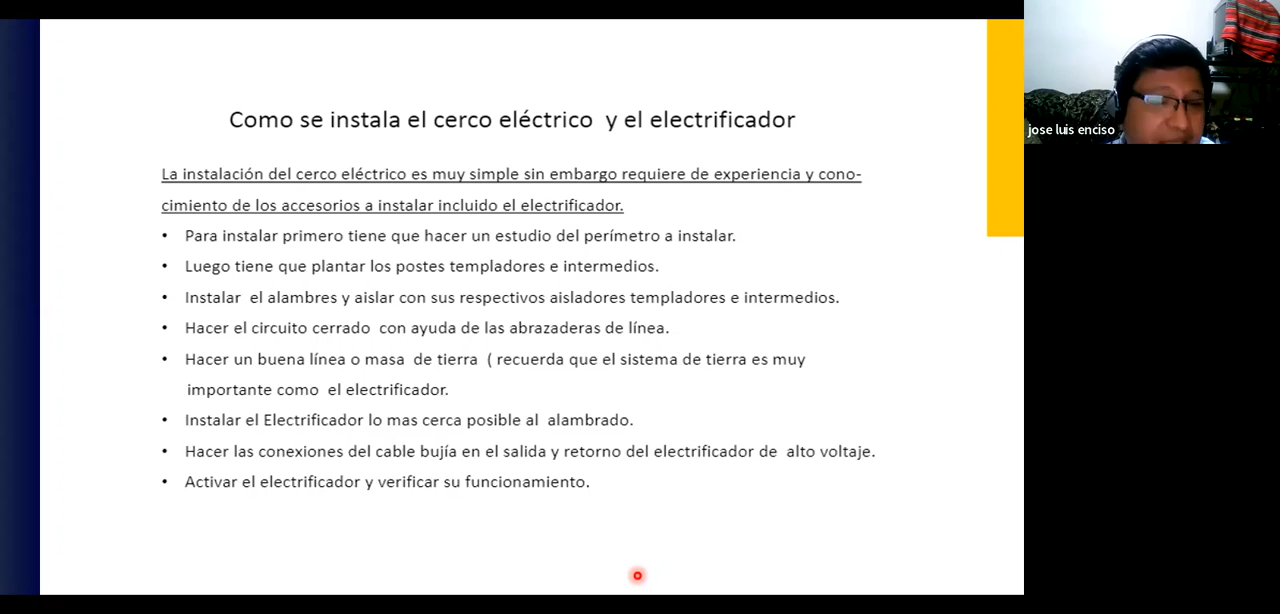 Como se instala el cerco eléctrico y el electrificador
La instalación del cerco eléctrico es muy simple sin embargo requiere de experiencia y cono-
cimiento de los accesorios a instalar incluido el electrificador.
• Para instalar primero tiene que hacer un estudio del perímetro a instalar.
• Luego tiene que plantar los postes templadores e intermedios.
• Instalar el alambres y aislar con sus respectivos aisladores templadores e intermedios.
• Hacer el circuito cerrado con ayuda de las abrazaderas de línea.
• Hacer un buena línea o masa de tierra ( recuerda que el sistema de tierra es muy
importante como el electrificador.
• Instalar el Electrificador lo mas cerca posible al alambrado.
• Hacer las conexiones del cable bujía en el salida y retorno del electrificador de alto voltaje.
• Activar el electrificador y verificar su funcionamiento.
jose luis enciso